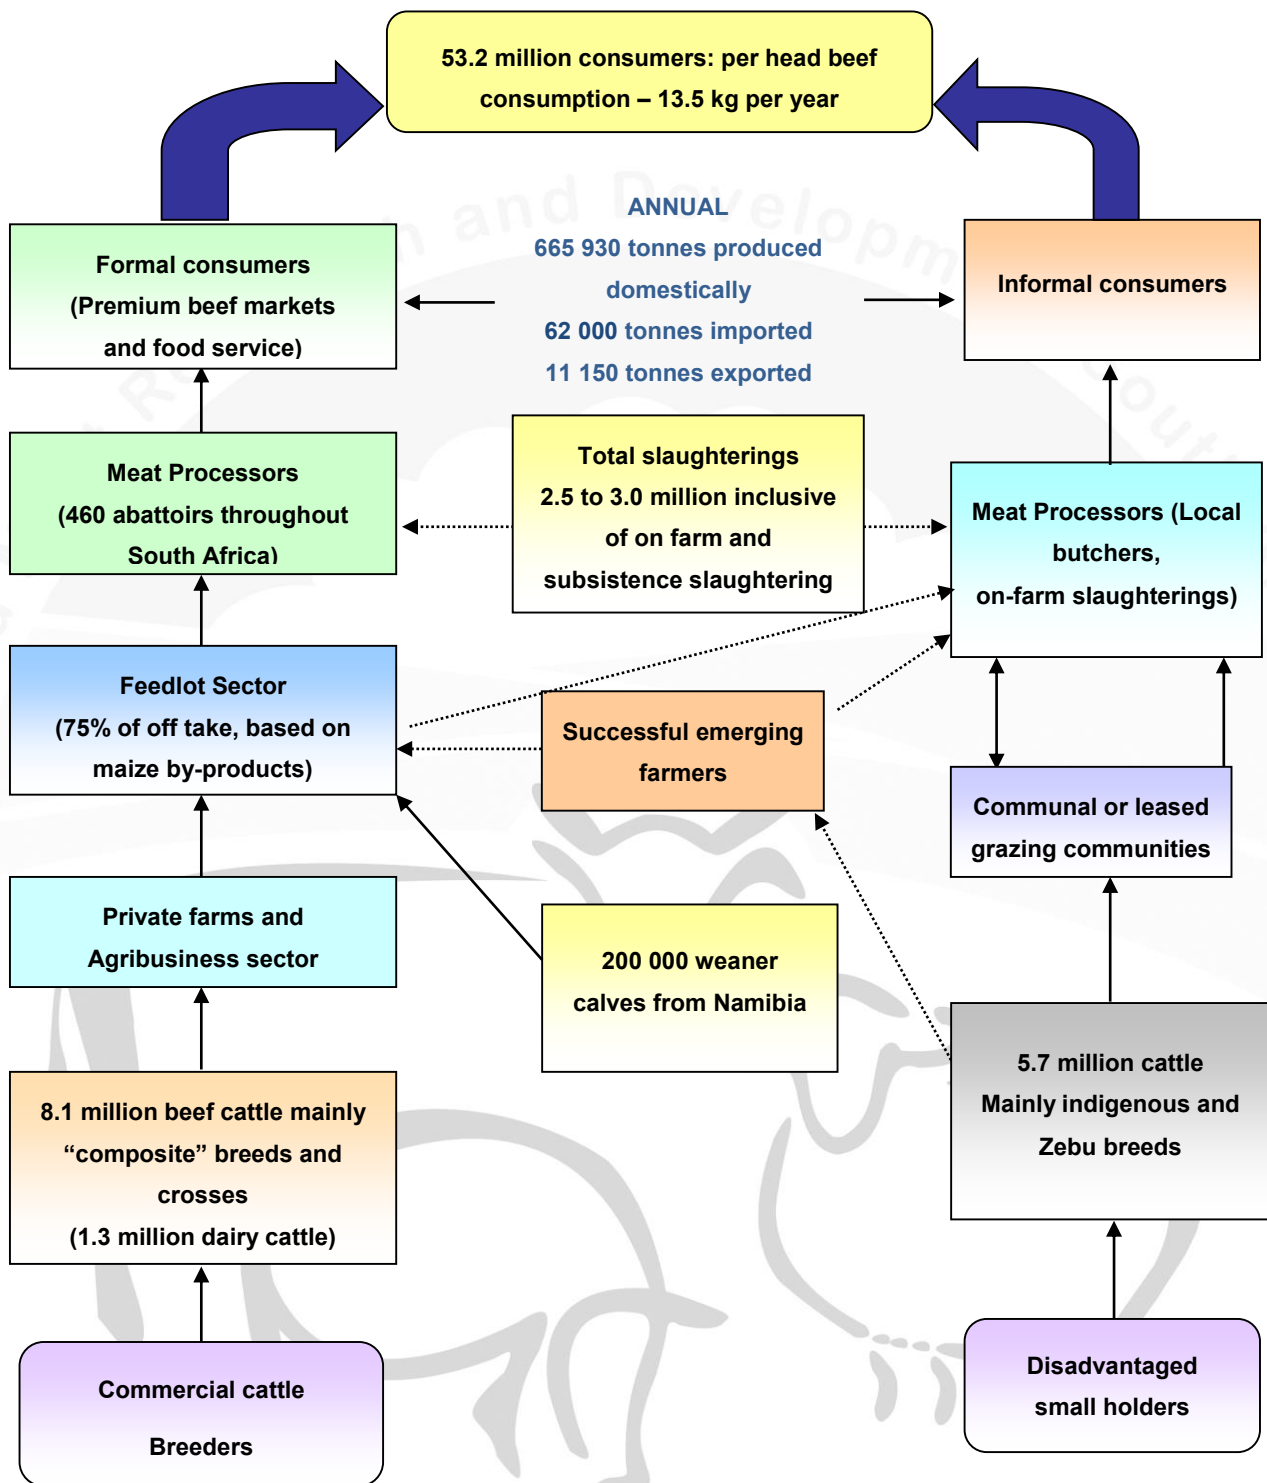 53.2 million consumers: per head beef
consumption – 13.5 kg per year
ANNUAL
665 930 tonnes produced
domestically
62 000 tonnes imported
11 150 tonnes exported
Formal consumers
(Premium beef markets
and food service)
Informal consumers
Meat Processors
(460 abattoirs throughout
South Africa)
Total slaughterings
2.5 to 3.0 million inclusive
of on farm and
subsistence slaughtering
Meat Processors (Local
butchers,
on-farm slaughterings)
Feedlot Sector
(75% of off take, based on
maize by-products)
Successful emerging
farmers
Communal or leased
grazing communities
Private farms and
Agribusiness sector
200 000 weaner
calves from Namibia
8.1 million beef cattle mainly
“composite” breeds and
crosses
(1.3 million dairy cattle)
5.7 million cattle
Mainly indigenous and
Zebu breeds
Commercial cattle
Breeders
Disadvantaged
small holders